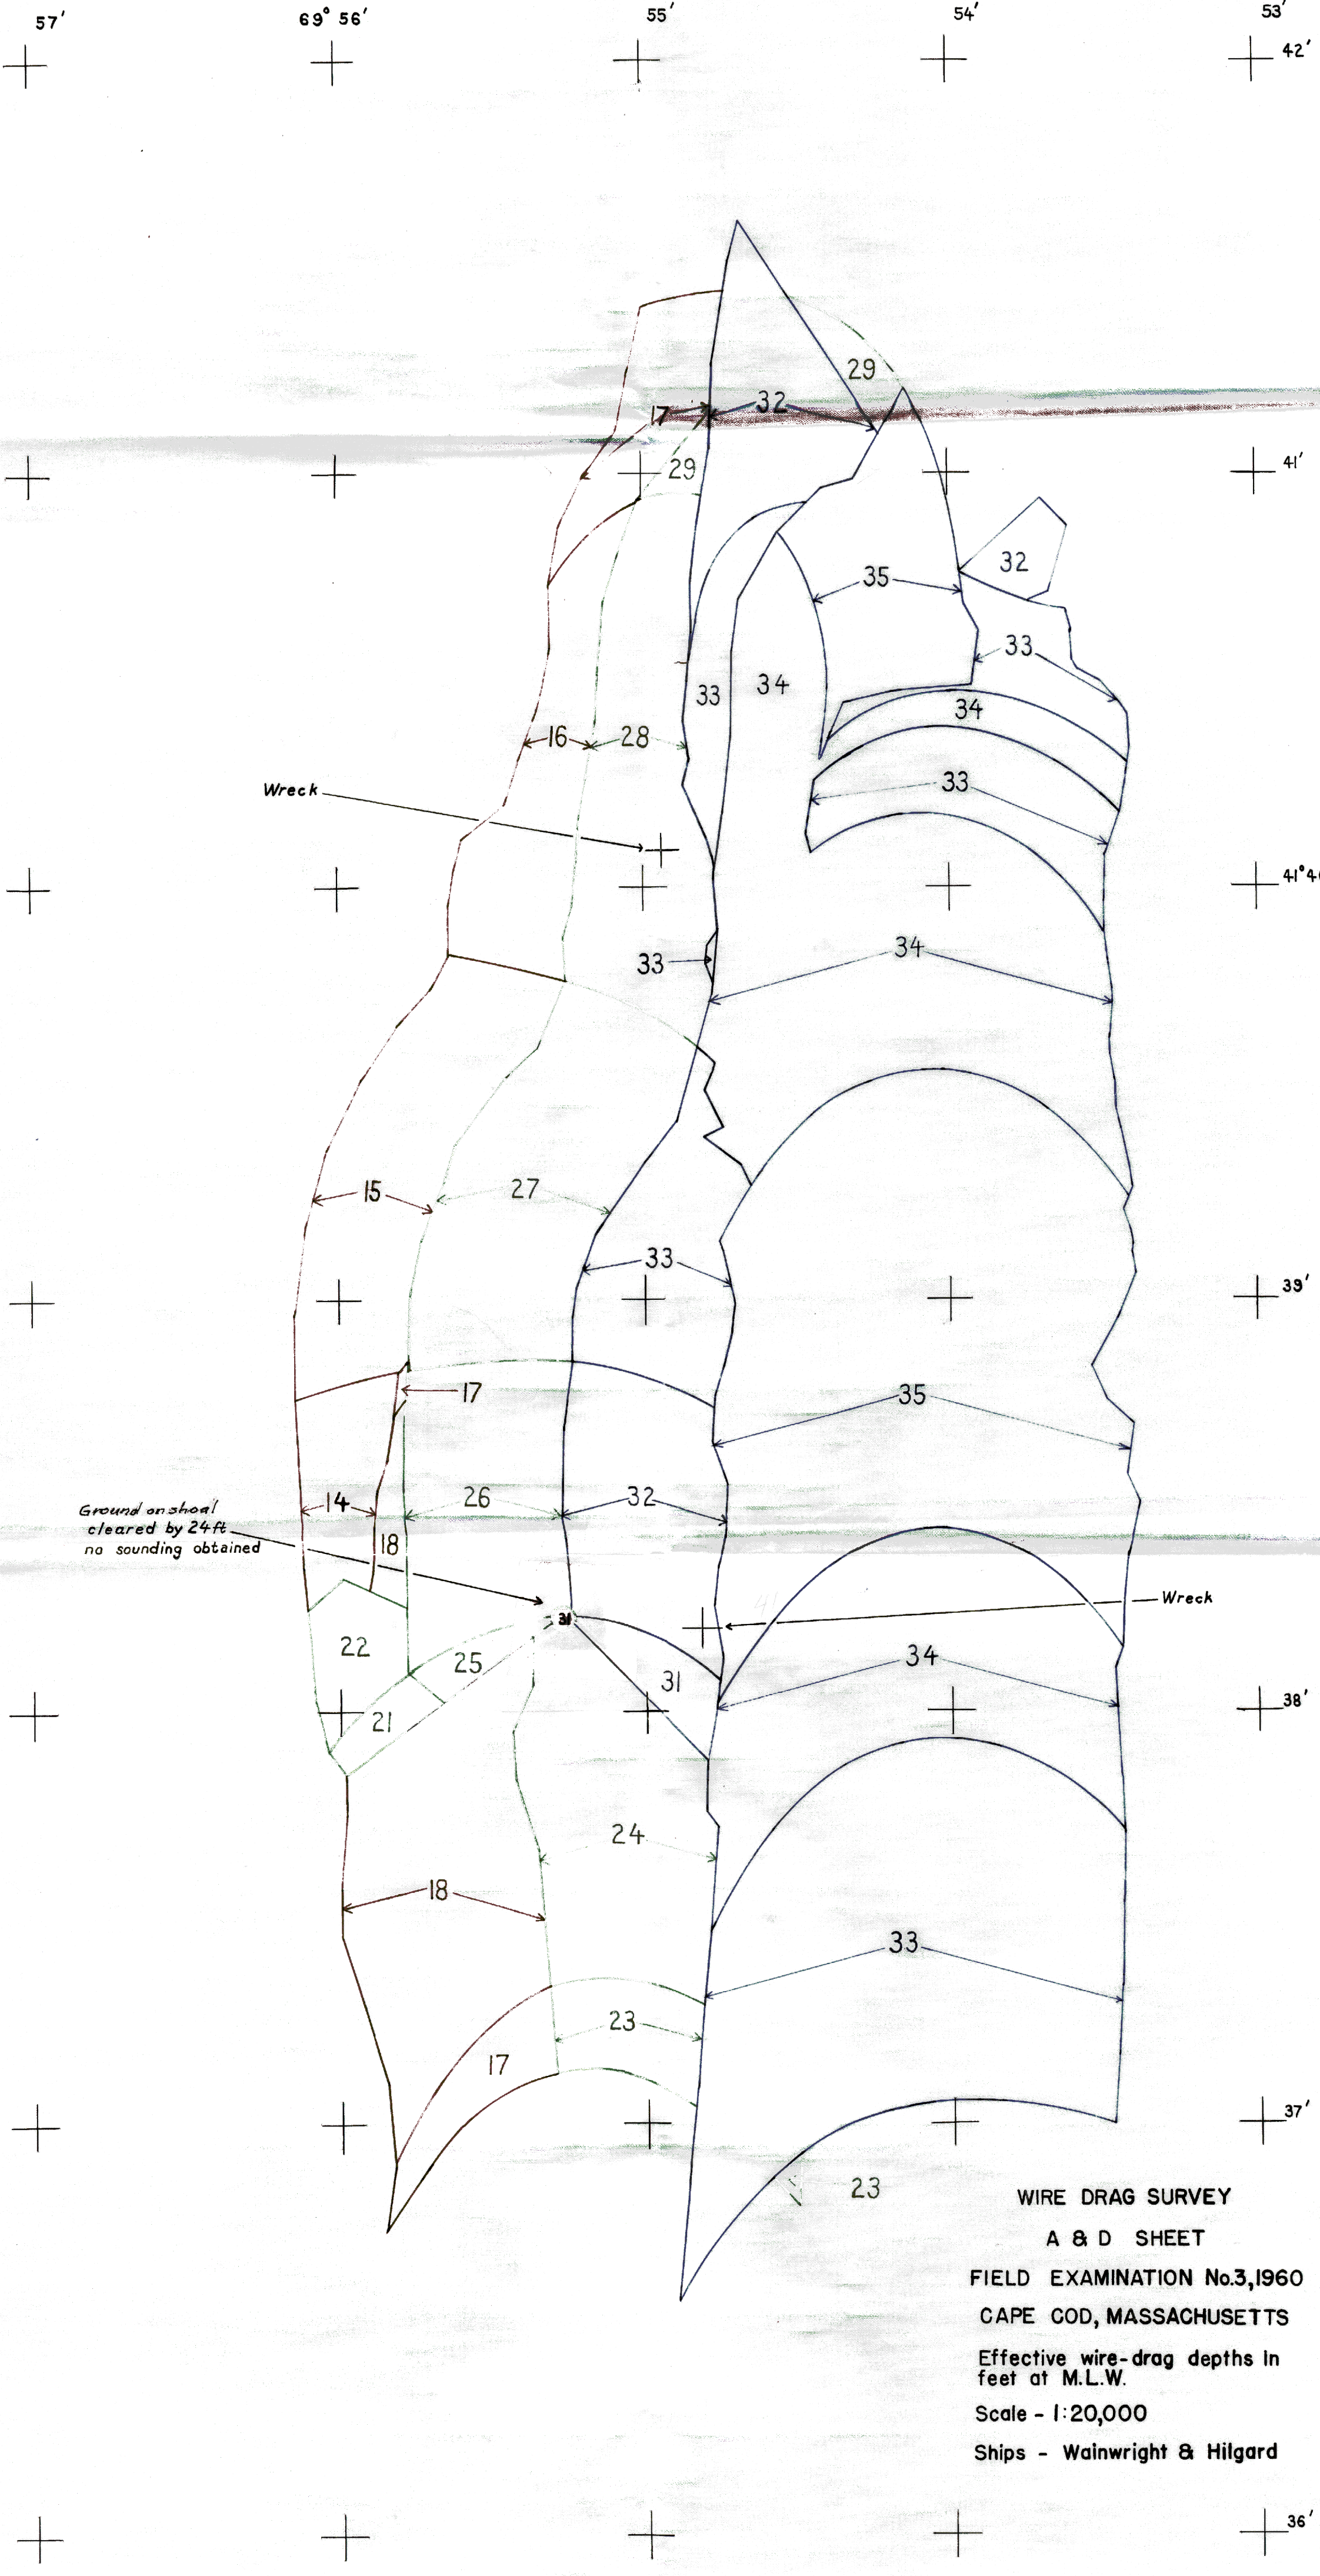 57′ 69° 56′ 55′ 54′ 53′
42′
29
17 32
29
41′
32
35
33
33 34
34
16 28
33
Wreck
41°4
34
33
15 27
33
39′
17
35
14 26 32
Ground on shoal
cleared by 24ft
no sounding obtained
18
31
Wreck
22 25
34
31
21
38′
24
18
33
23
17
37′
23
WIRE DRAG SURVEY
A & D SHEET
FIELD EXAMINATION No.3,1960
CAPE COD, MASSACHUSETTS
Effective wire-drag depths in
feet at M.L.W.
Scale - 1:20,000
Ships - Wainwright & Hilgard
36′